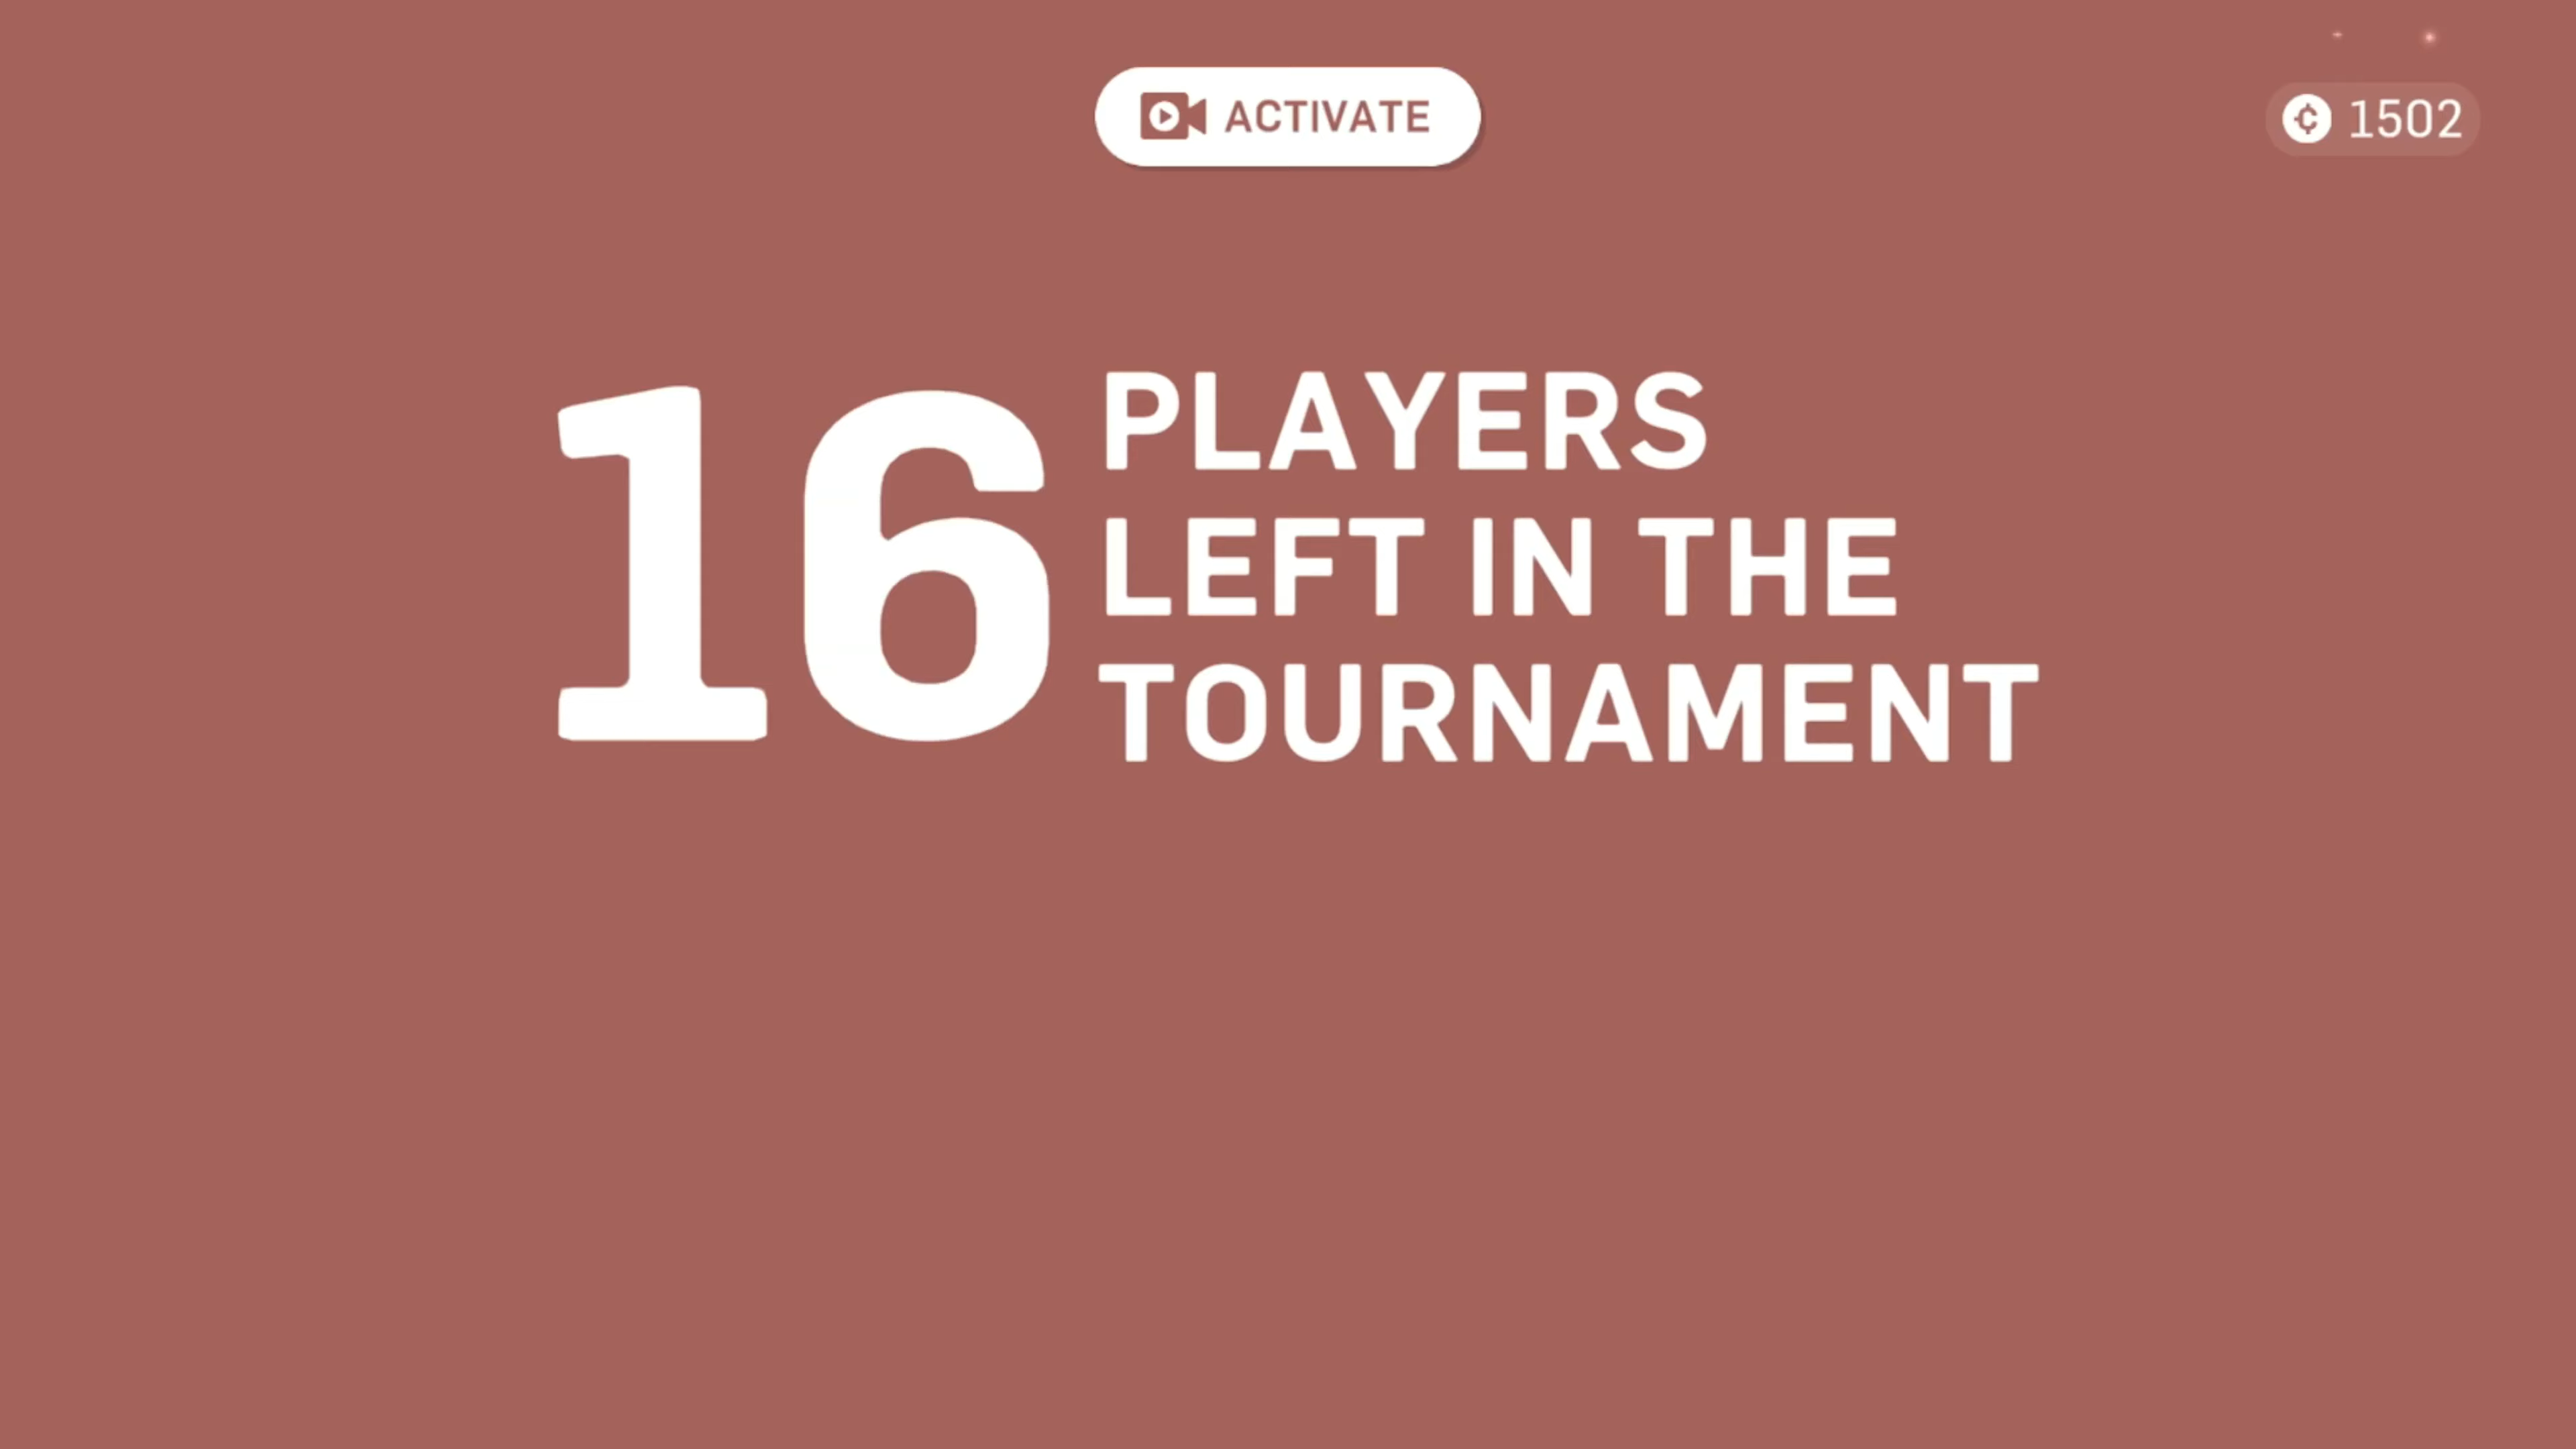 ACTIVATE
1502
16
PLAYERS
LEFT IN THE
TOURNAMENT